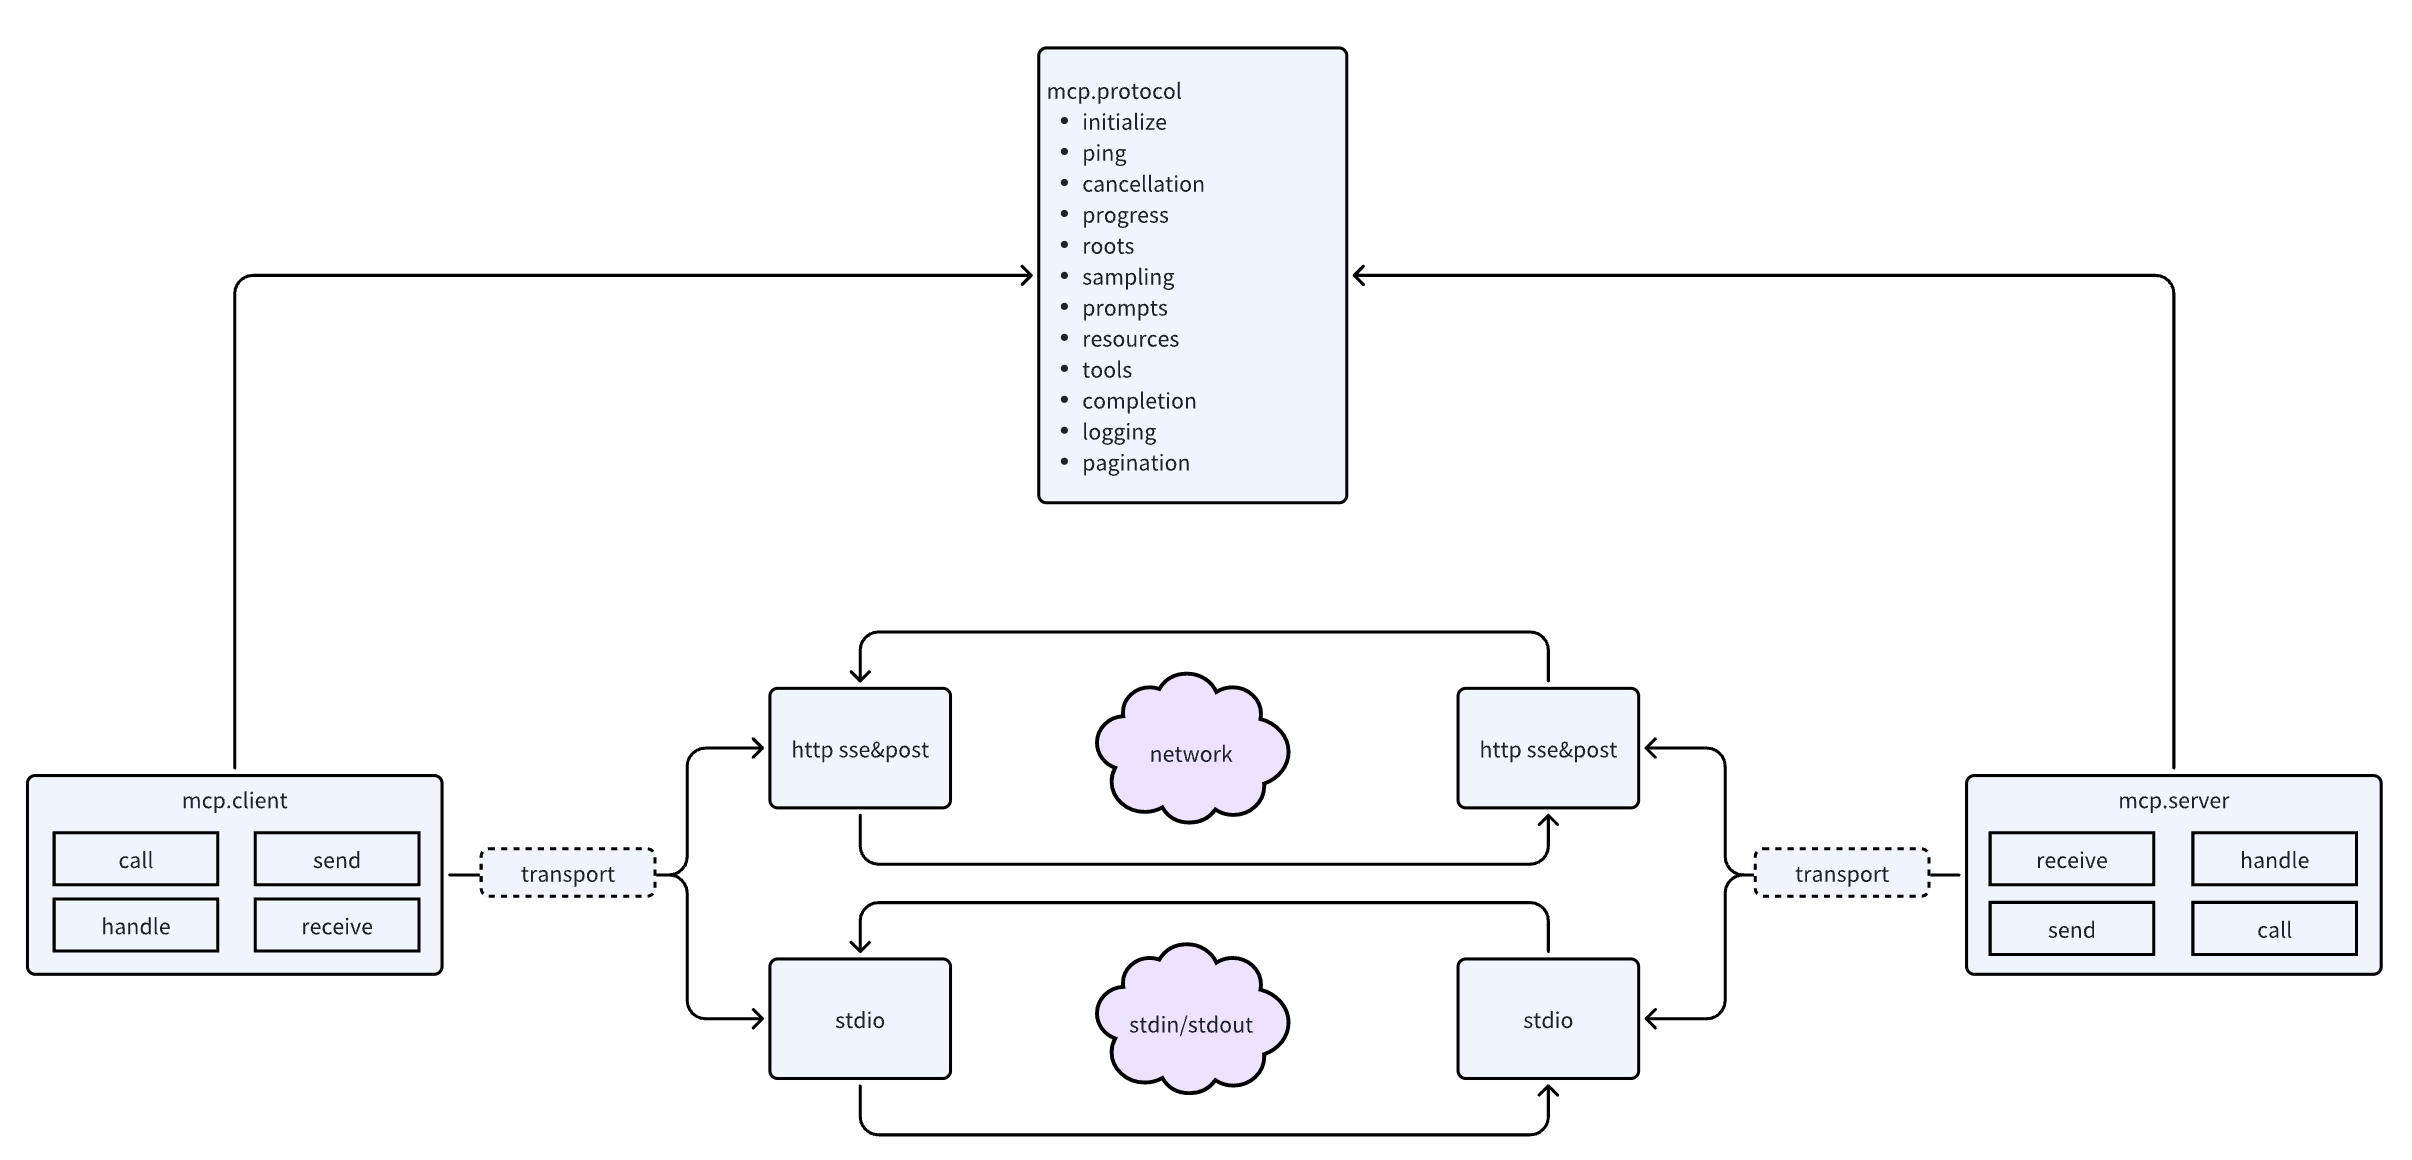 mcp.protocol
• initialize
• ping
• cancellation
• progress
• roots
• sampling
• prompts
• resources
• tools
• completion
• logging
• pagination
mcp.client
call
send
handle
receive
transport
http sse&post
network
http sse&post
stdio
stdin/stdout
stdio
transport
mcp.server
receive
handle
send
call